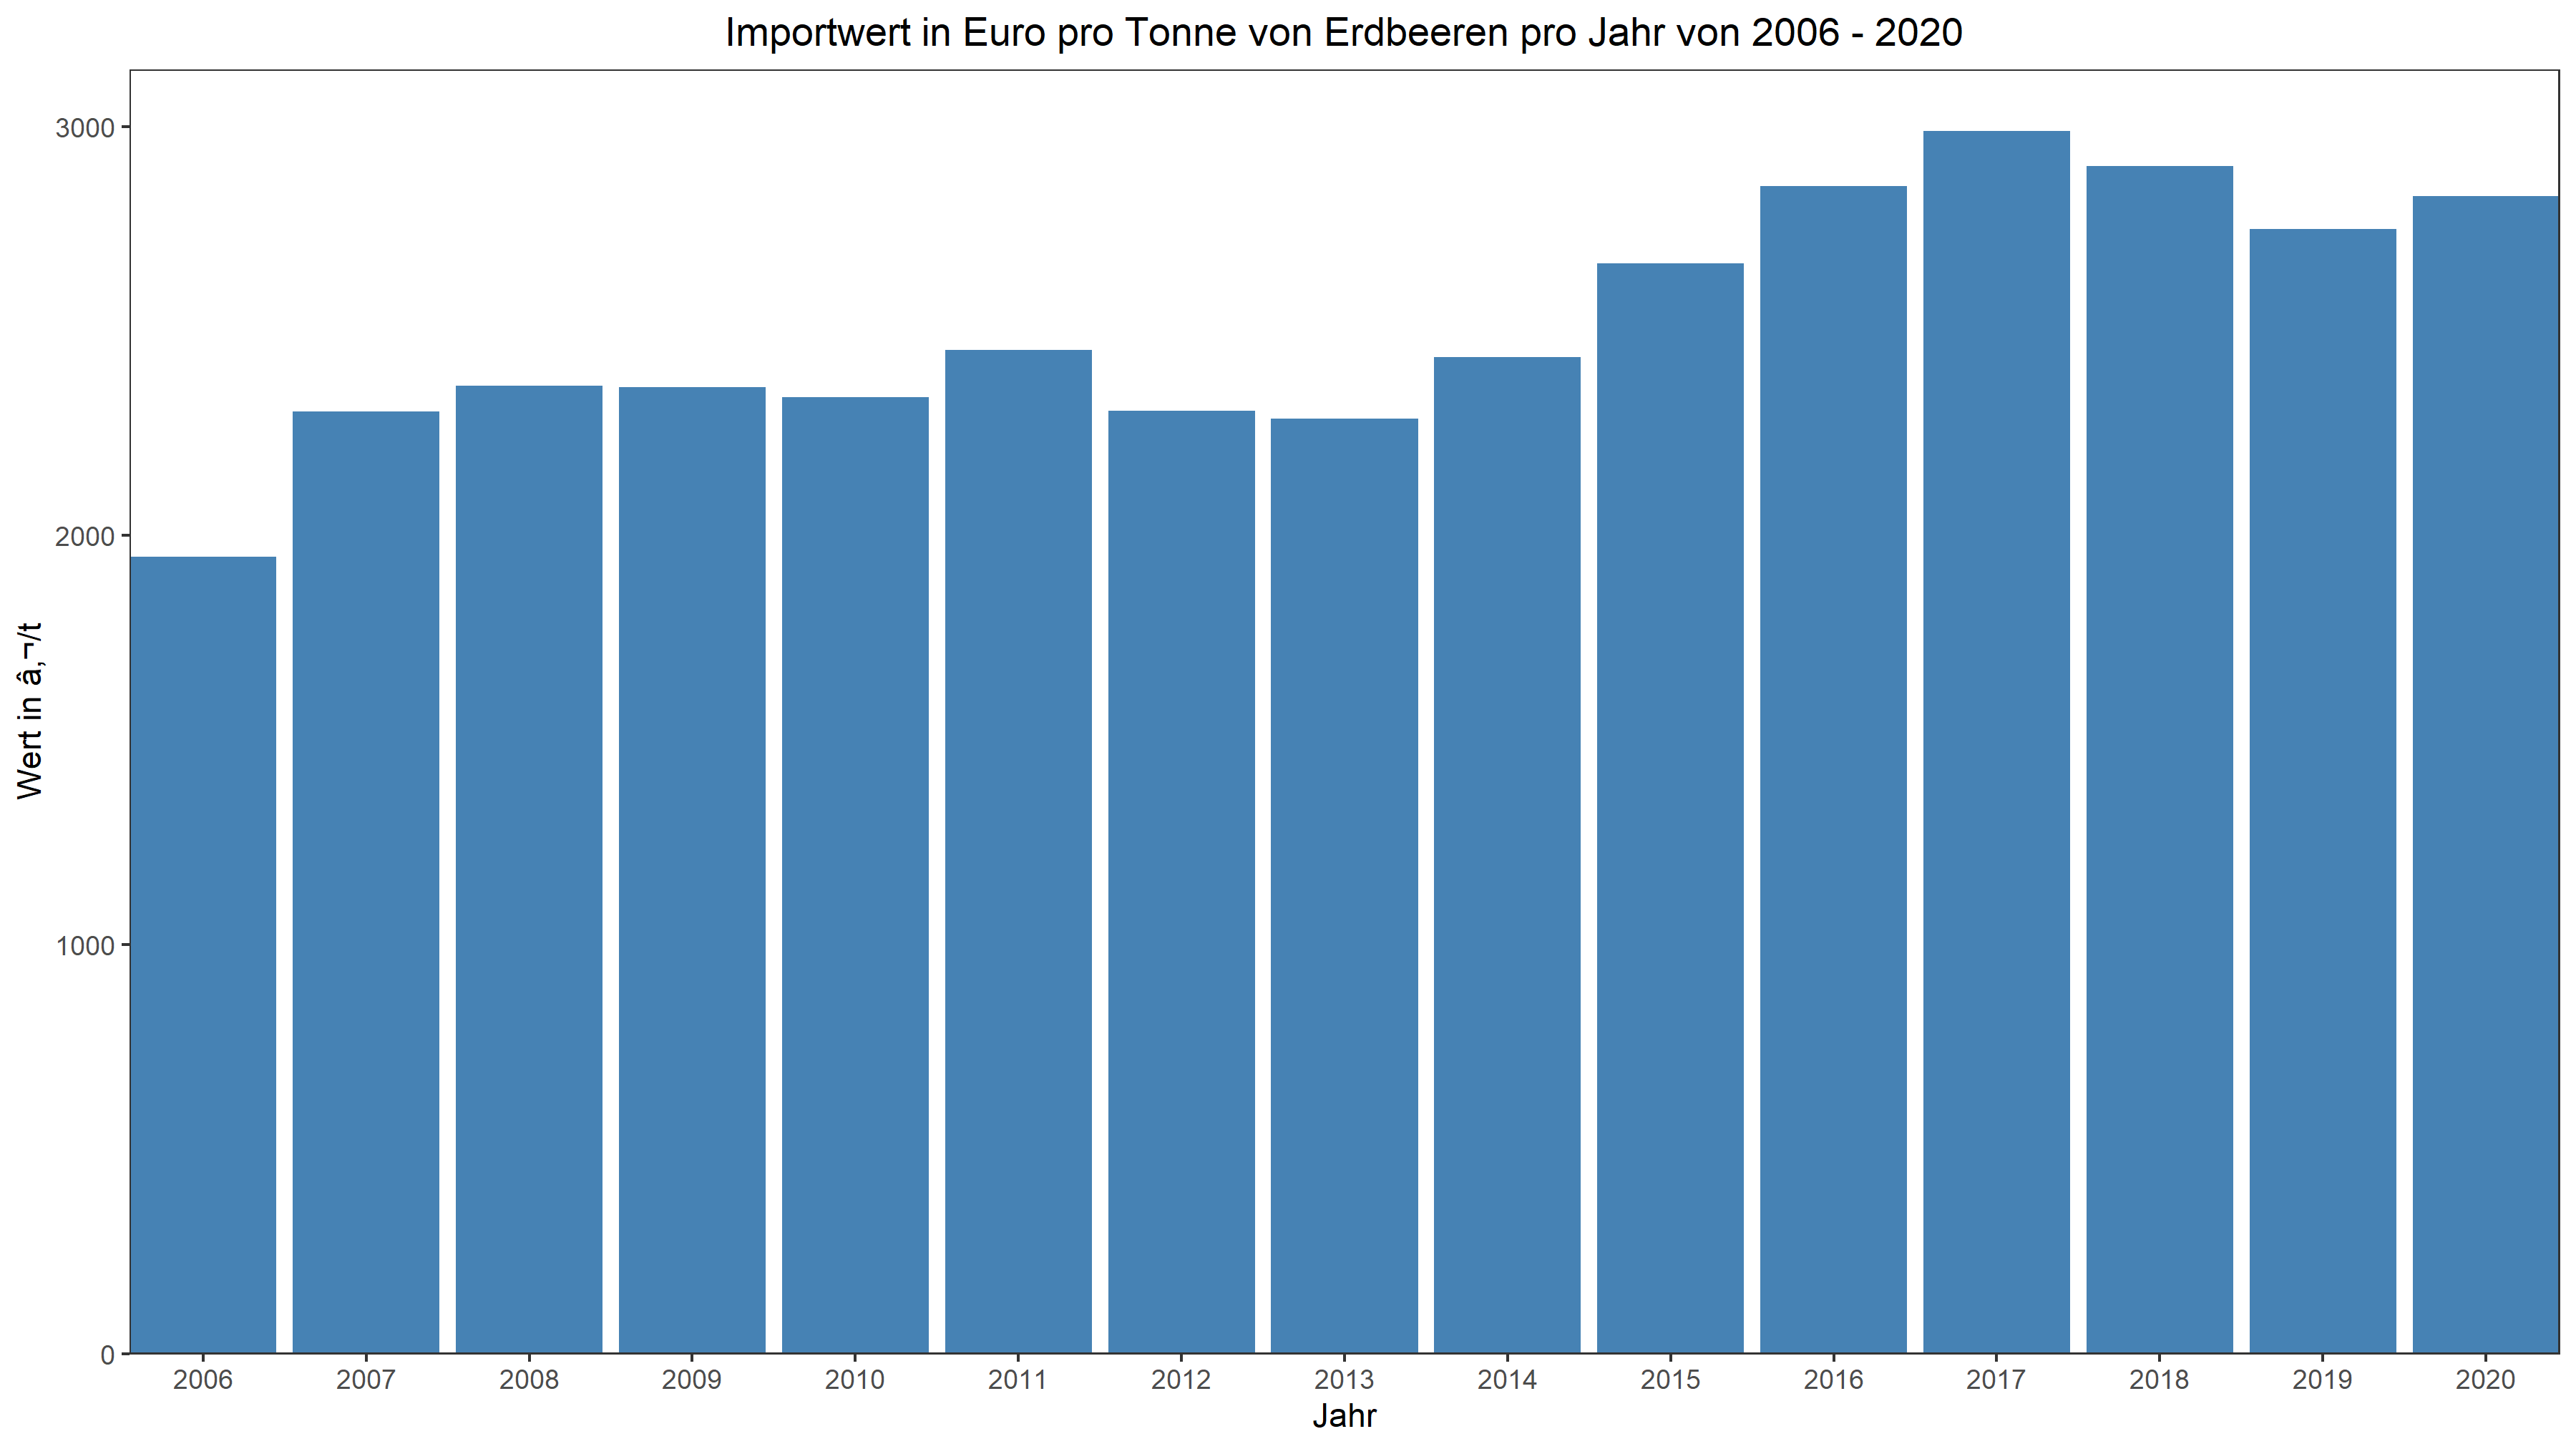 Importwert in Euro pro Tonne von Erdbeeren pro Jahr von 2006 - 2020
Wert in â‚¬/t
3000
2000
1000
0
2006 2007 2008 2009 2010 2011 2012 2013 2014 2015 2016 2017 2018 2019 2020
Jahr